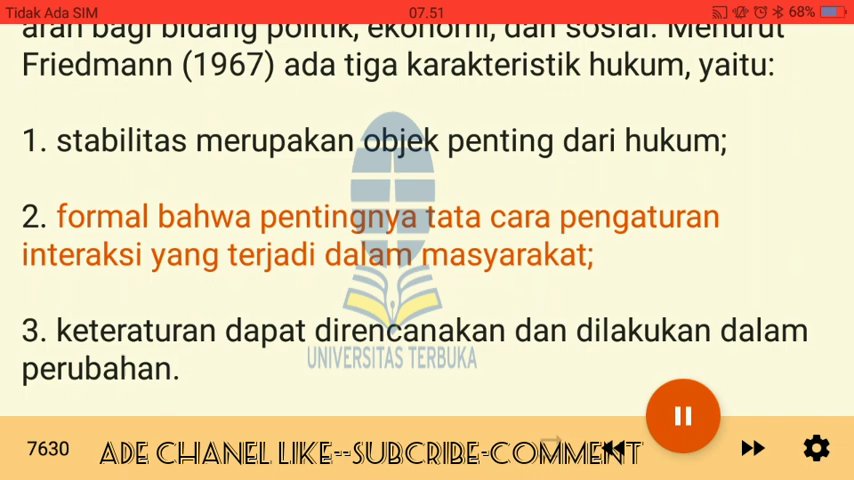 Tidak Ada SIM
07.51
68%
arah bagi bidang politik, ekonomi, dan sosial. Menurut
Friedmann (1967) ada tiga karakteristik hukum, yaitu:
1. stabilitas merupakan objek penting dari hukum;
2. formal bahwa pentingnya tata cara pengaturan
interaksi yang terjadi dalam masyarakat;
3. keteraturan dapat direncanakan dan dilakukan dalam
perubahan.
UNIVERSITAS TERBUKA
7630
ADE CHANEL LIKE--SUBCRIBE-COMMENT